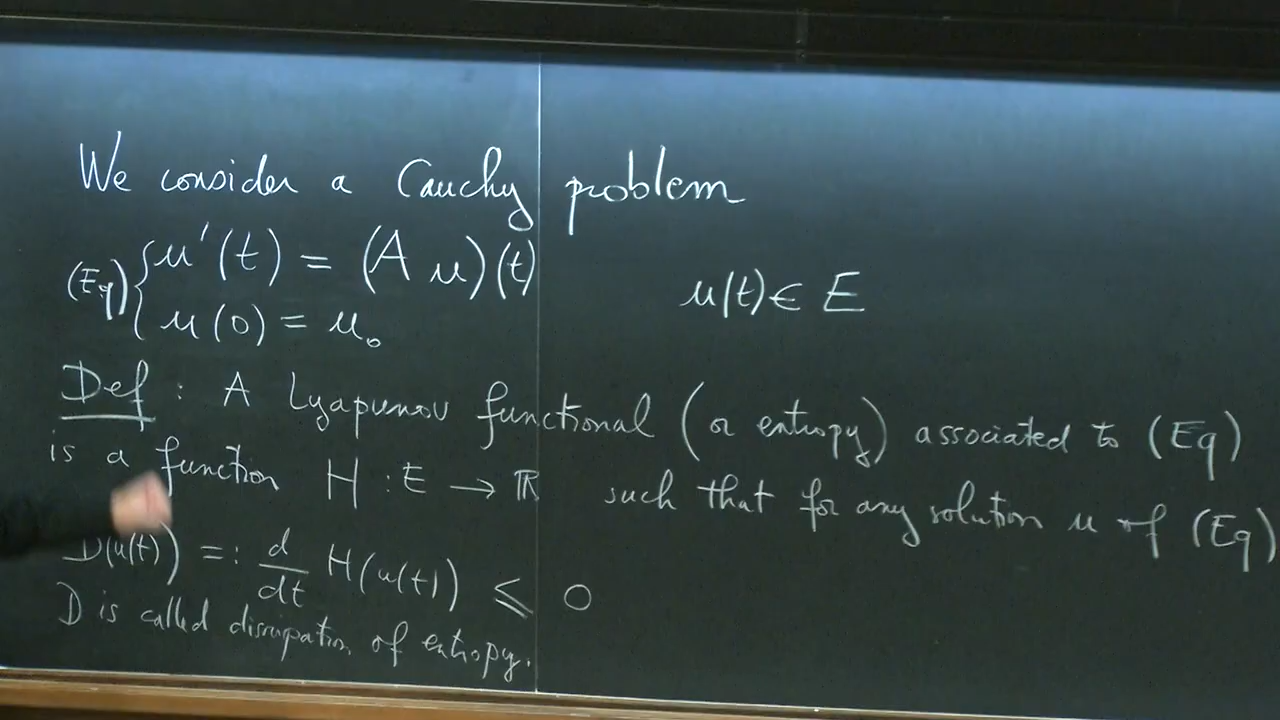 We consider a Cauchy problem
(Eq) { u'(t) = (A u)(t)
u(0) = u₀
u(t) ∈ E
Def : A Lyapunov functional (or entropy) associated to (Eq)
is a function H : E → ℝ such that for any solution u of (Eq)
D(u(t)) =: d/dt H(u(t)) ≤ 0
D is called dissipation of entropy.